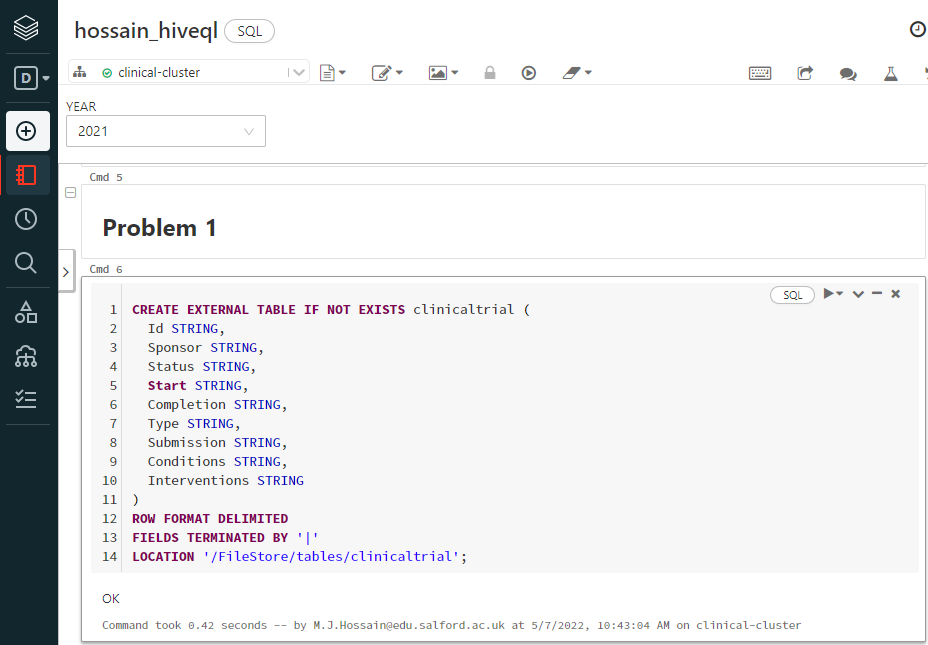 hossain_hiveql SQL
D
clinical-cluster
YEAR
2021
Cmd 5
Problem 1
Cmd 6
SQL
1 CREATE EXTERNAL TABLE IF NOT EXISTS clinicaltrial (
2 Id STRING,
3 Sponsor STRING,
4 Status STRING,
5 Start STRING,
6 Completion STRING,
7 Type STRING,
8 Submission STRING,
9 Conditions STRING,
10 Interventions STRING
11 )
12 ROW FORMAT DELIMITED
13 FIELDS TERMINATED BY '|'
14 LOCATION '/FileStore/tables/clinicaltrial';
OK
Command took 0.42 seconds -- by M.J.Hossain@edu.salford.ac.uk at 5/7/2022, 10:43:04 AM on clinical-cluster